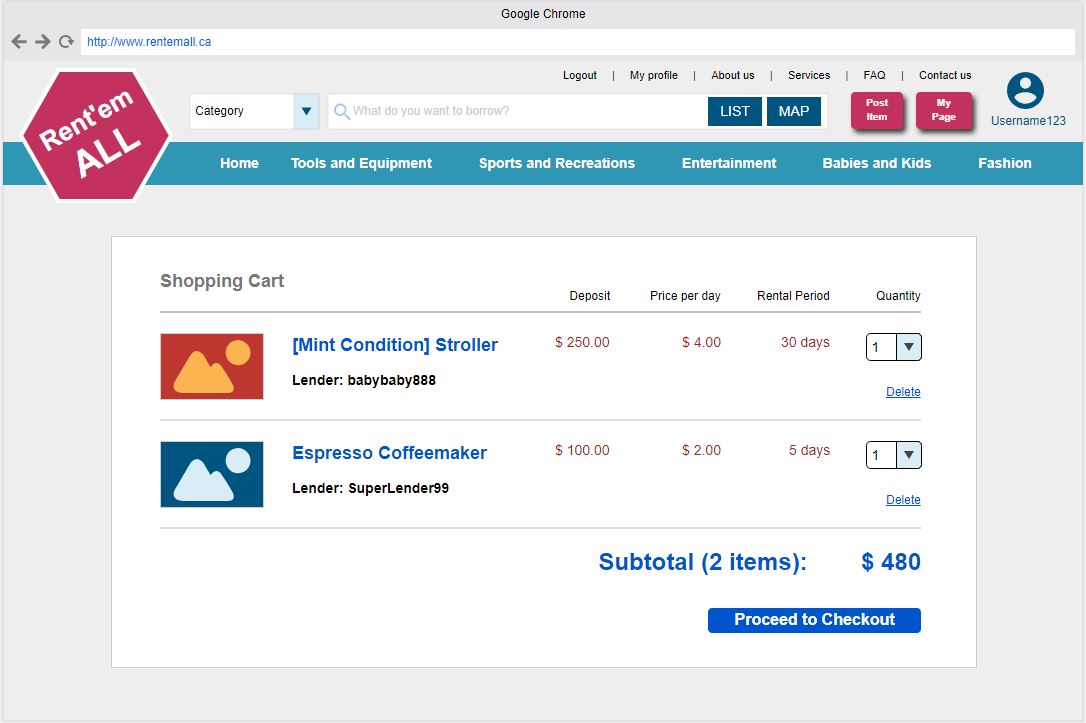 Google Chrome
http://www.rentemall.ca
Logout | My profile | About us | Services | FAQ | Contact us
Rent'em
ALL
Category
What do you want to borrow?
LIST
MAP
Post
Item
My
Page
Username123
Home Tools and Equipment Sports and Recreations Entertainment Babies and Kids Fashion
Shopping Cart
Deposit Price per day Rental Period Quantity
[Mint Condition] Stroller $ 250.00 $ 4.00 30 days 1
Lender: babybaby888
Delete
Espresso Coffeemaker $ 100.00 $ 2.00 5 days 1
Lender: SuperLender99
Delete
Subtotal (2 items): $ 480
Proceed to Checkout